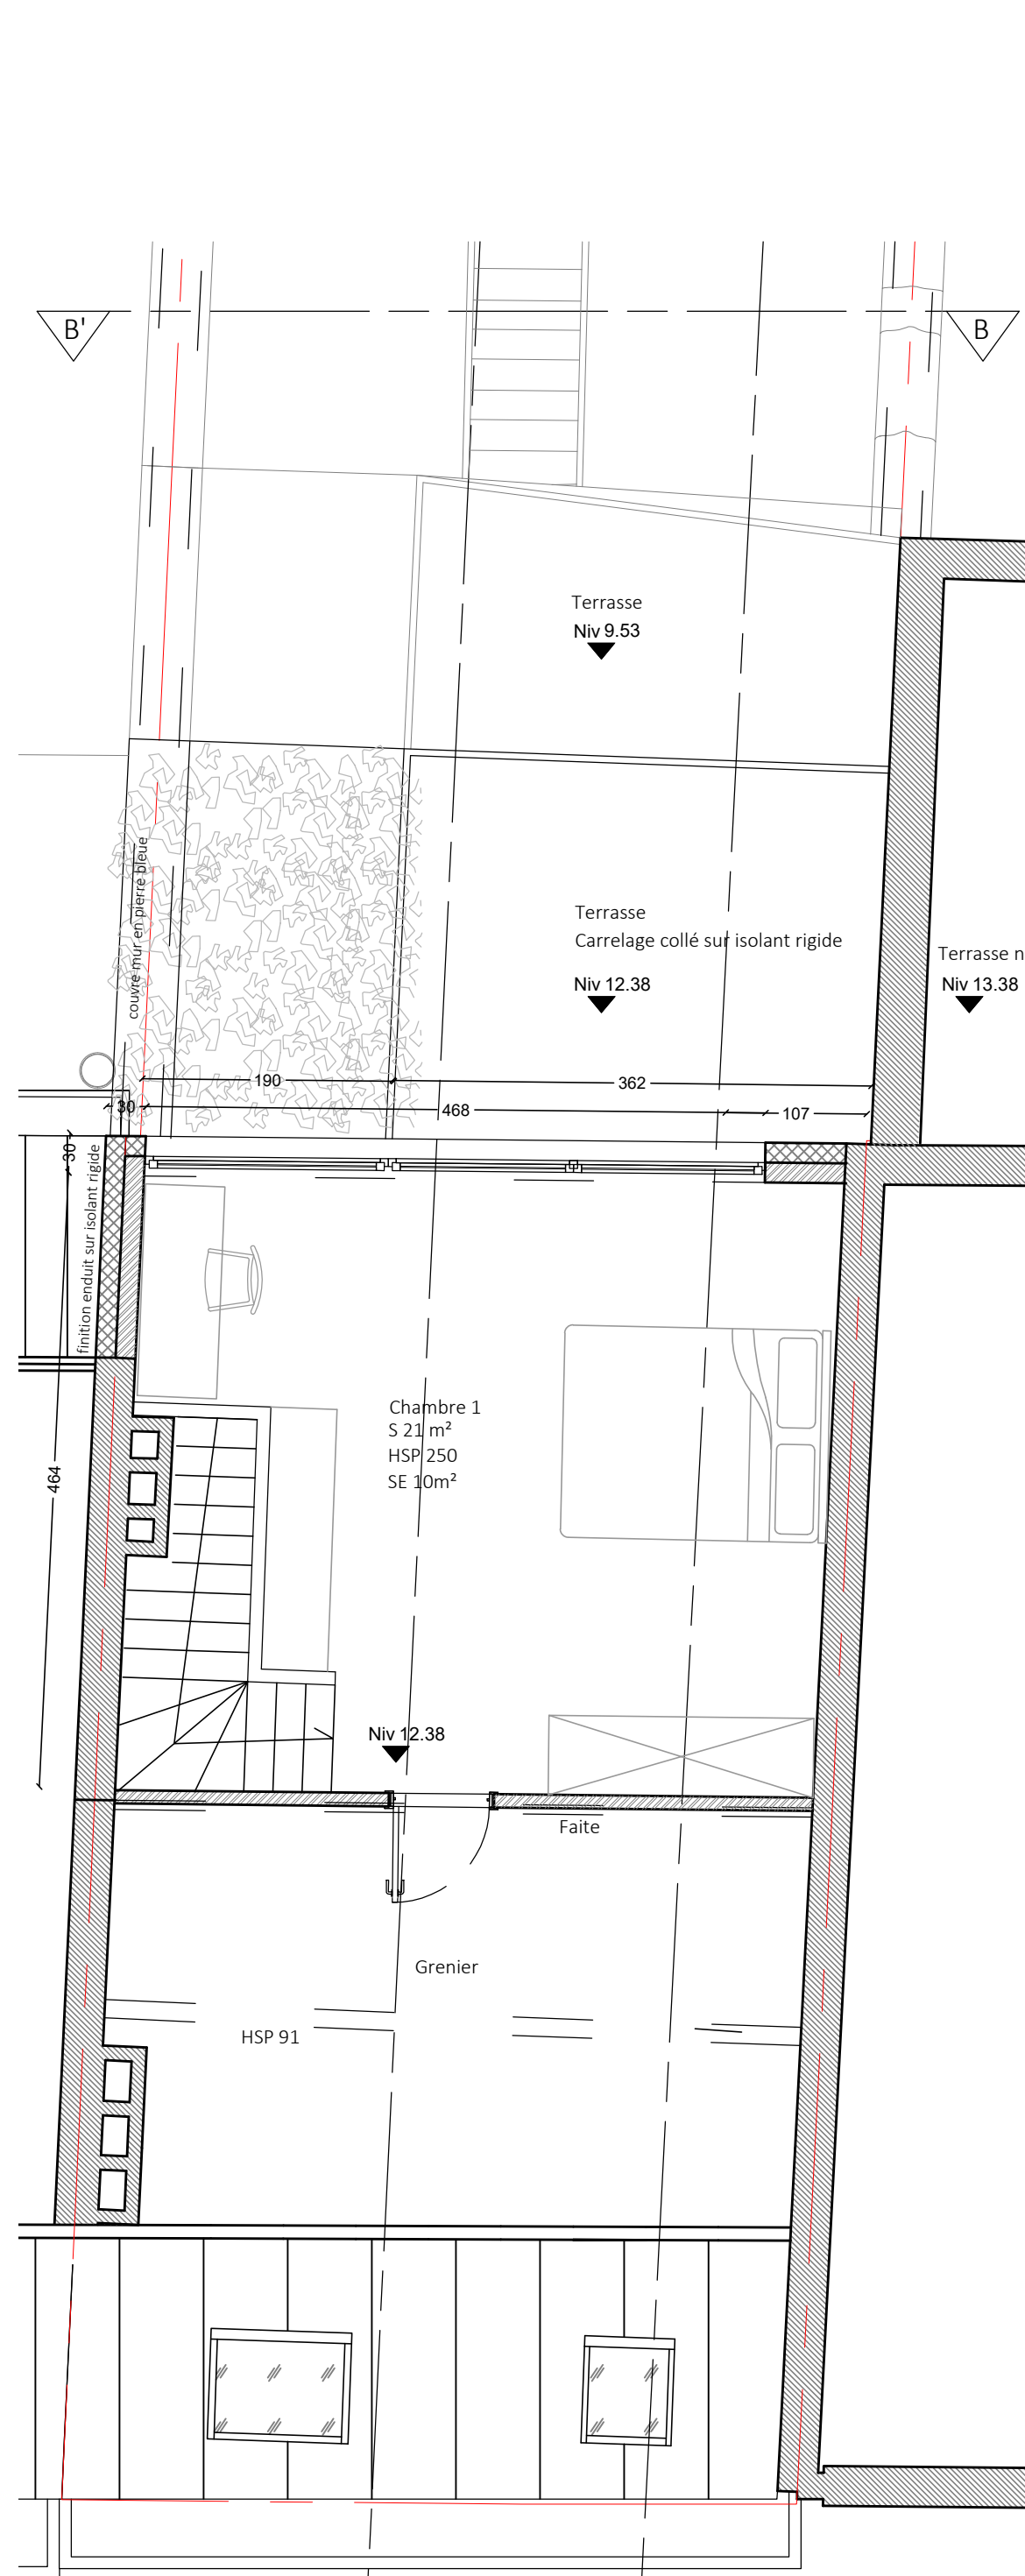 B'
B
Terrasse
Niv 9.53
couvre-mur en pierre bleue
Terrasse
Carrelage collé sur isolant rigide
Niv 12.38
Terrasse n
Niv 13.38
190
362
30
468
107
30
finition enduit sur isolant rigide
464
Chambre 1
S 21 m²
HSP 250
SE 10m²
Niv 12.38
Faite
Grenier
HSP 91